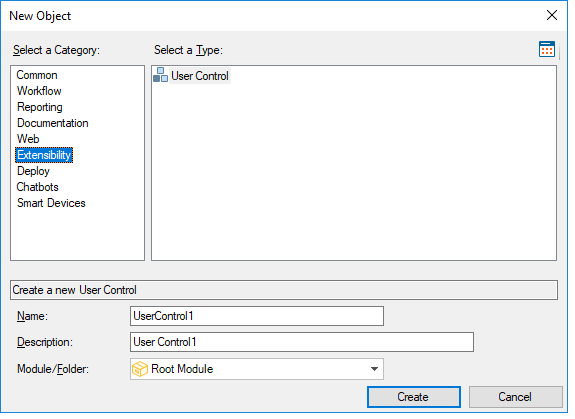 New Object
Select a Category:
Select a Type:
Common
Workflow
Reporting
Documentation
Web
Extensibility
Deploy
Chatbots
Smart Devices
User Control
Create a new User Control
Name:
UserControl1
Description:
User Control1
Module/Folder:
Root Module
Create
Cancel